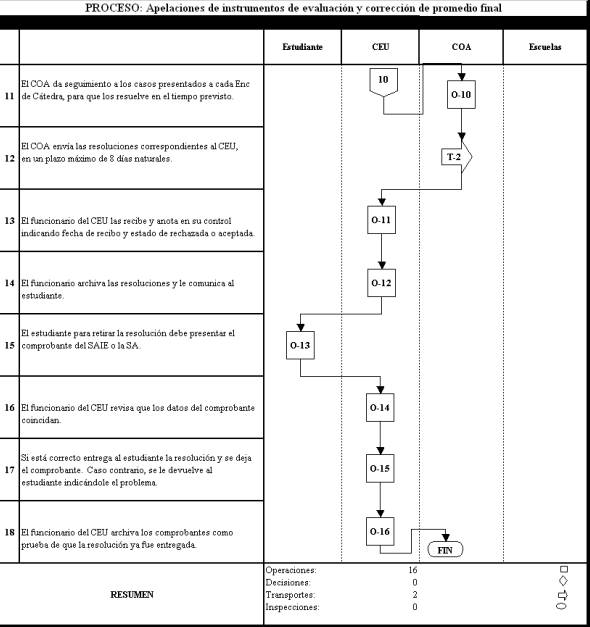 PROCESO: Apelaciones de instrumentos de evaluación y corrección de promedio final
Estudiante CEU COA Escuelas
11 El COA da seguimiento a los casos presentados a cada Enc
de Cátedra, para que los resuelve en el tiempo previsto.
10
O-10
12 El COA envía las resoluciones correspondientes al CEU,
en un plazo máximo de 8 días naturales.
T-2
13 El funcionario del CEU las recibe y anota en su control
indicando fecha de recibo y estado de rechazada o aceptada.
O-11
14 El funcionario archiva las resoluciones y le comunica al
estudiante.
O-12
15 El estudiante para retirar la resolución debe presentar el
comprobante del SAIE o la SA.
O-13
16 El funcionario del CEU revisa que los datos del comprobante
coincidan.
O-14
17 Si está correcto entrega al estudiante la resolución y se deja
el comprobante. Caso contrario, se le devuelve al
estudiante indicándole el problema.
O-15
18 El funcionario del CEU archiva los comprobantes como
prueba de que la resolución ya fue entregada.
O-16
FIN
RESUMEN
Operaciones: 16
Decisiones: 0
Transportes: 2
Inspecciones: 0